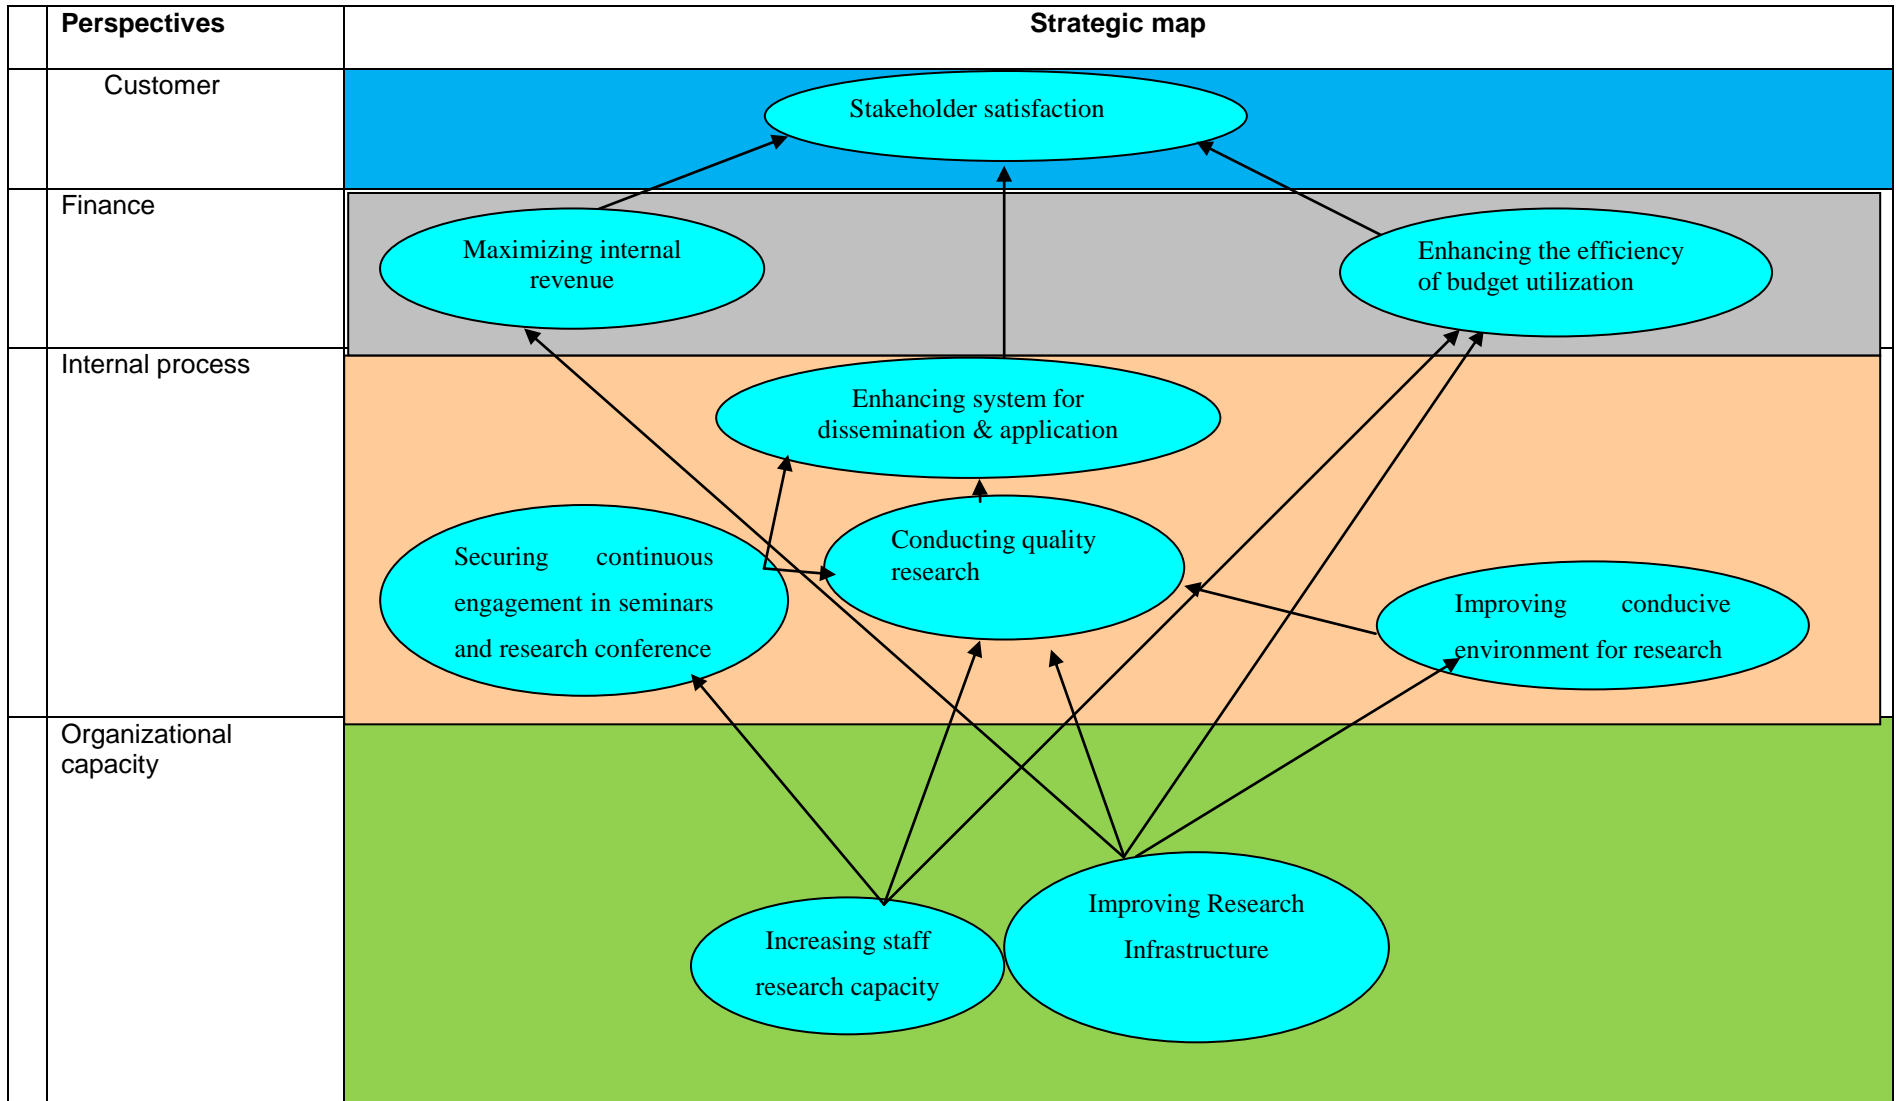 Perspectives
Strategic map
Customer
Stakeholder satisfaction
Finance
Maximizing internal
revenue
Enhancing the efficiency
of budget utilization
Internal process
Enhancing system for
dissemination & application
Securing continuous
engagement in seminars
and research conference
Conducting quality
research
Improving conducive
environment for research
Organizational
capacity
Increasing staff
research capacity
Improving Research
Infrastructure